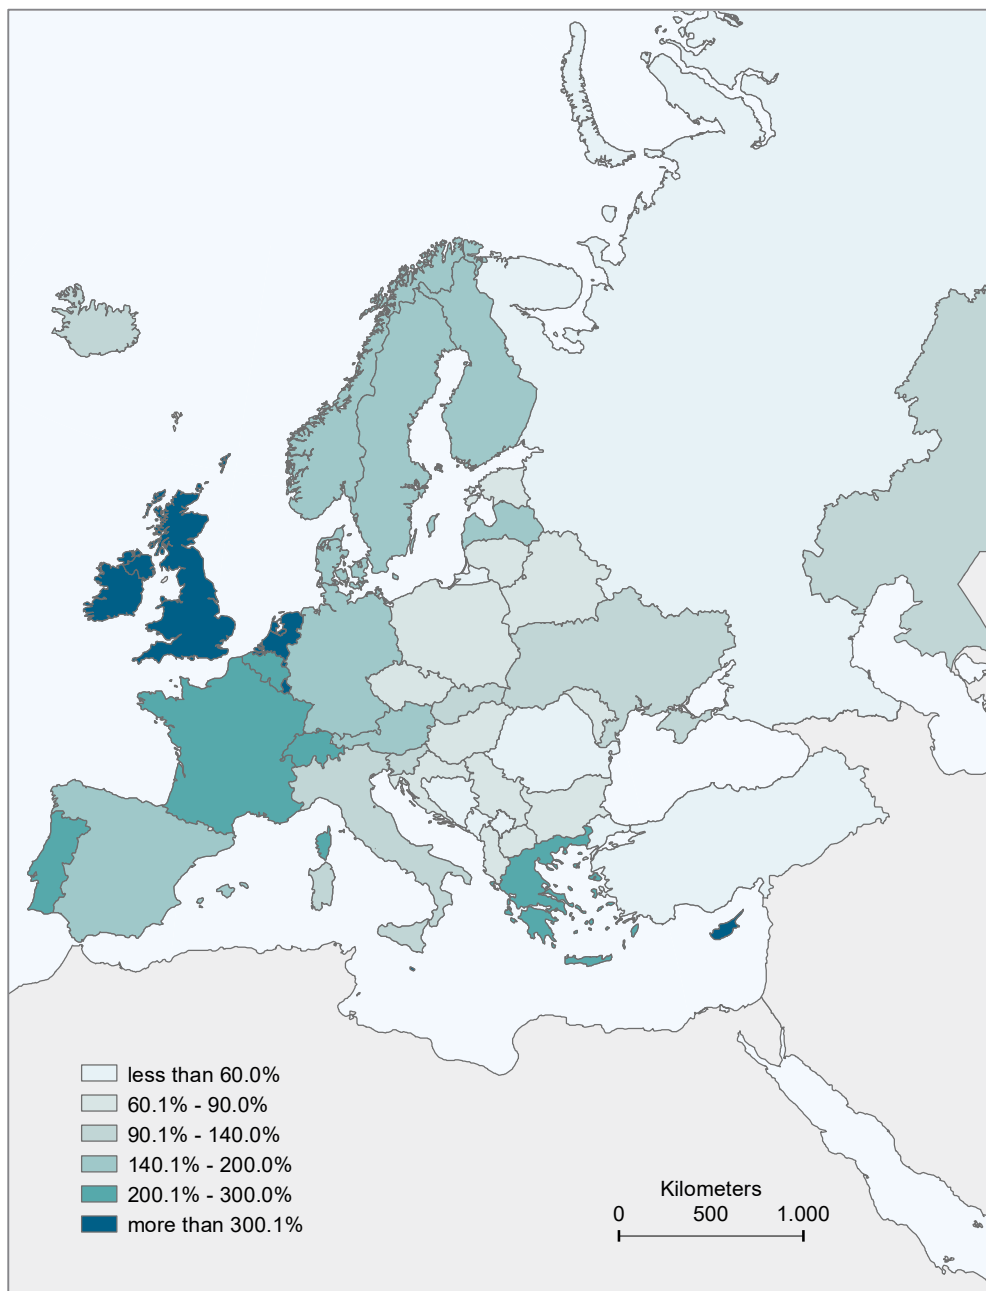 less than 60.0%
60.1% - 90.0%
90.1% - 140.0%
140.1% - 200.0%
200.1% - 300.0%
more than 300.1%
Kilometers
0 500 1.000